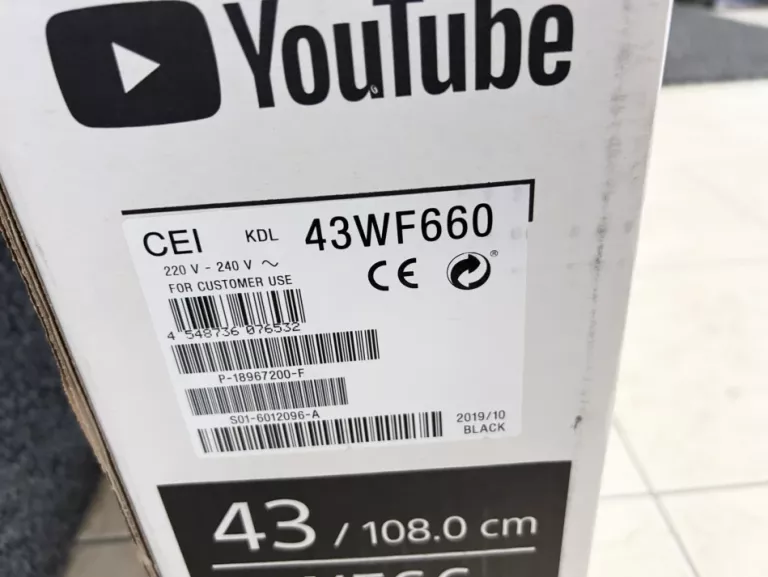 YouTube
CEI KDL 43WF660
220 V - 240 V ~
FOR CUSTOMER USE
CE
4 548736 076532
P-18967200-F
S01-6012096-A
2019/10
BLACK
43 / 108.0 cm